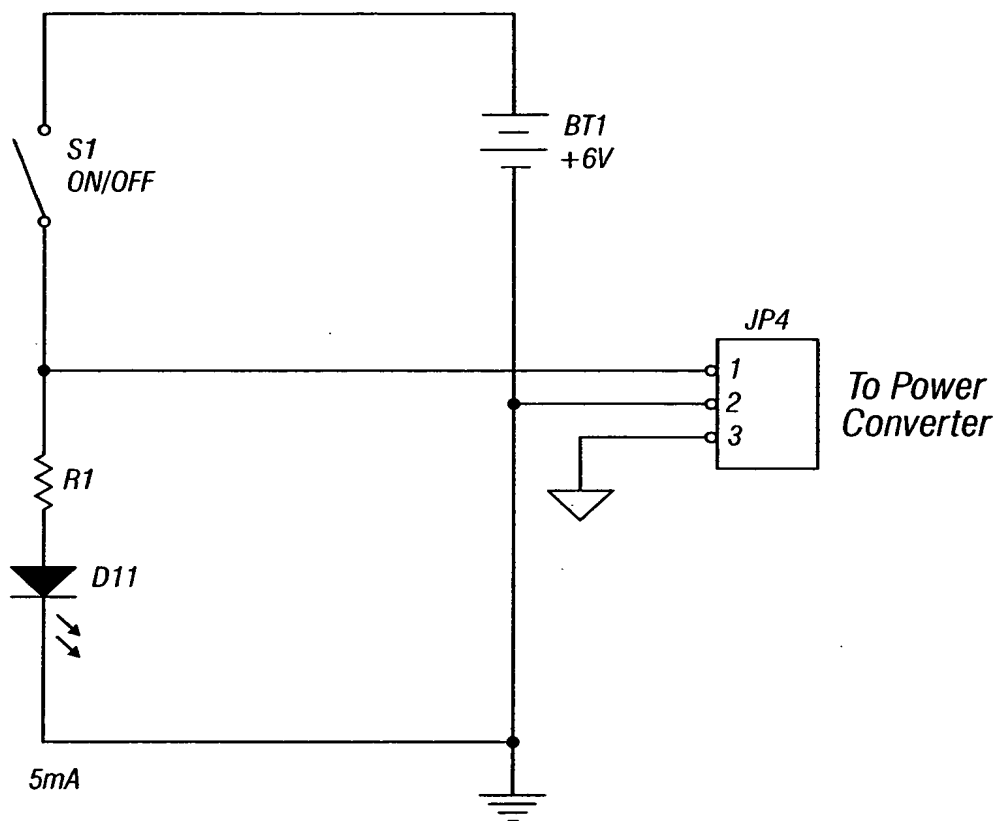 S1
ON/OFF
BT1
+6V
JP4
1
2
3
To Power
Converter
R1
D11
5mA